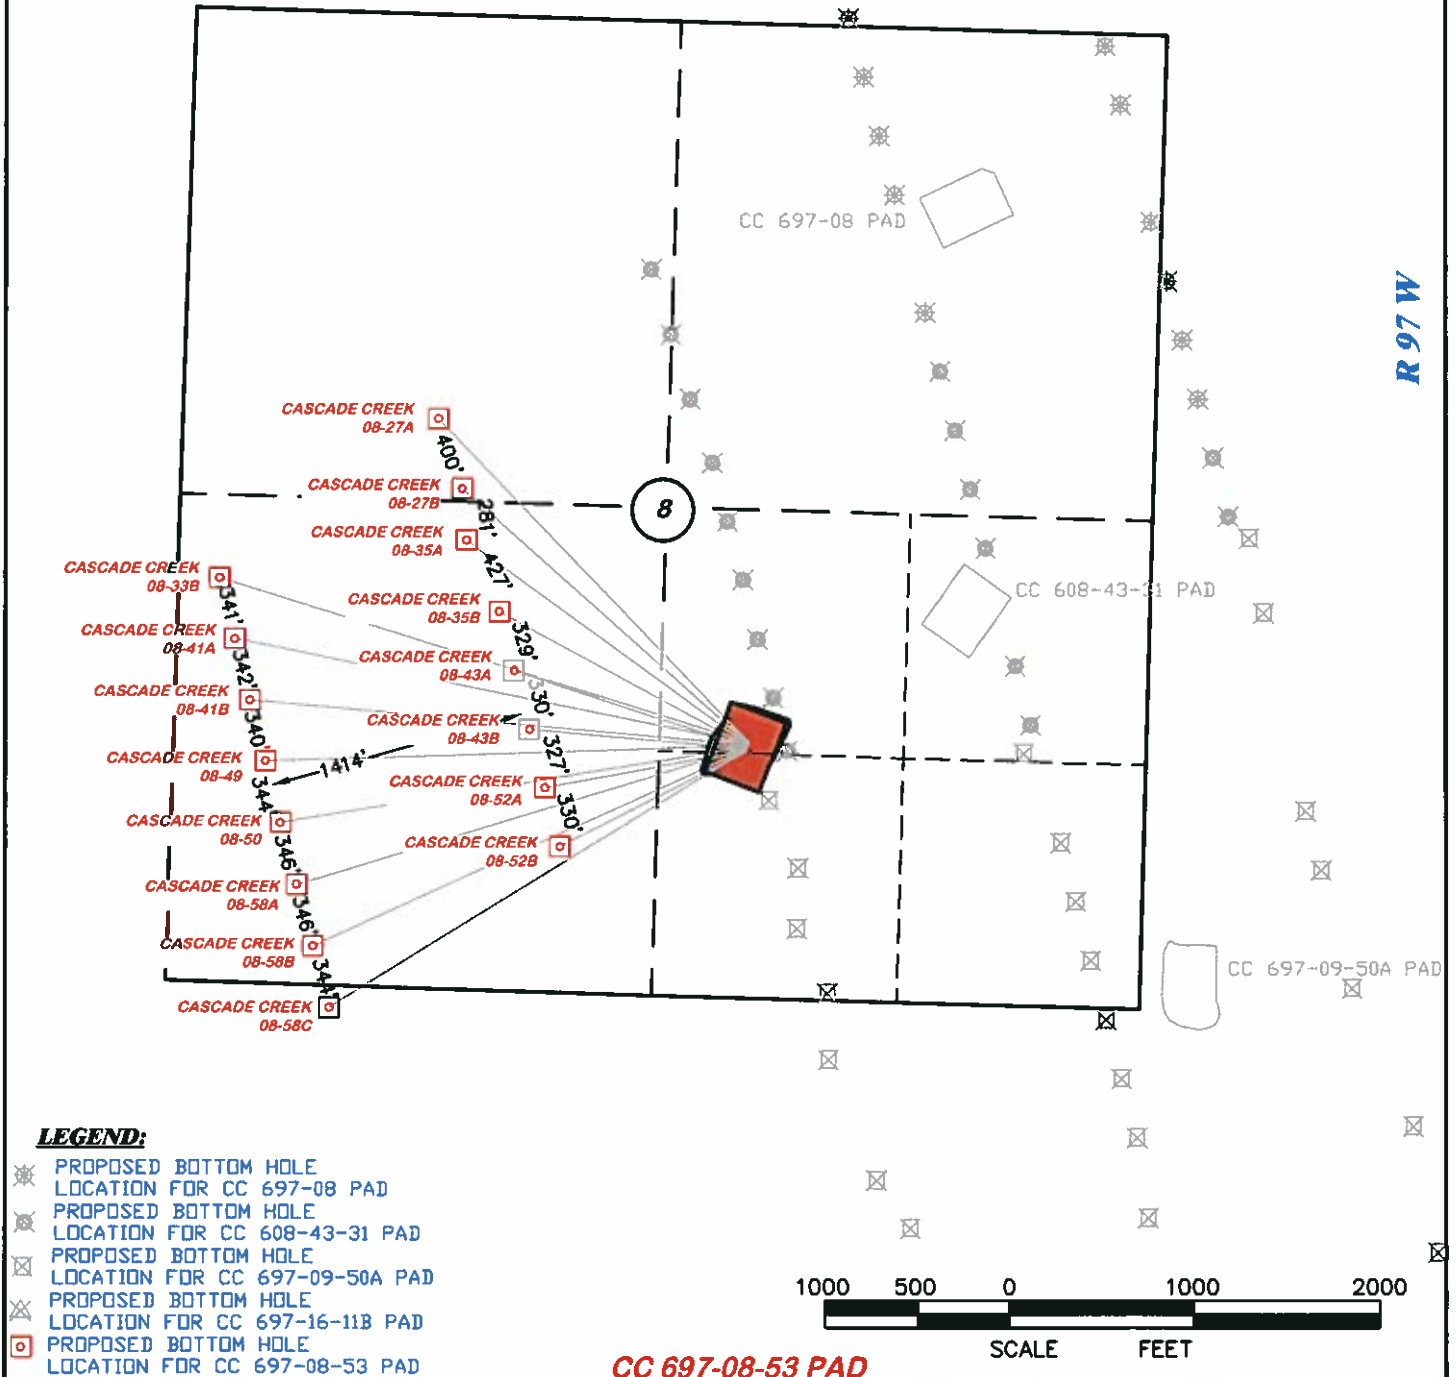 CC 697-08 PAD
R 97 W
CASCADE CREEK
08-27A
400'
CASCADE CREEK
08-27B
281'
8
CASCADE CREEK
08-35A
427'
CASCADE CREEK
08-33B
341'
CC 608-43-31 PAD
CASCADE CREEK
08-35B
329'
CASCADE CREEK
08-41A
342'
CASCADE CREEK
08-43A
30'
CASCADE CREEK
08-41B
340'
CASCADE CREEK
08-43B
327'
CASCADE CREEK
08-49
1414'
344'
CASCADE CREEK
08-52A
330'
CASCADE CREEK
08-50
346'
CASCADE CREEK
08-52B
CASCADE CREEK
08-58A
346'
CASCADE CREEK
08-58B
344'
CC 697-09-50A PAD
CASCADE CREEK
08-58C
LEGEND:
PROPOSED BOTTOM HOLE
LOCATION FOR CC 697-08 PAD
PROPOSED BOTTOM HOLE
LOCATION FOR CC 608-43-31 PAD
PROPOSED BOTTOM HOLE
LOCATION FOR CC 697-09-50A PAD
PROPOSED BOTTOM HOLE
LOCATION FOR CC 697-16-11B PAD
PROPOSED BOTTOM HOLE
LOCATION FOR CC 697-08-53 PAD
1000 500 0 1000 2000
SCALE FEET
CC 697-08-53 PAD